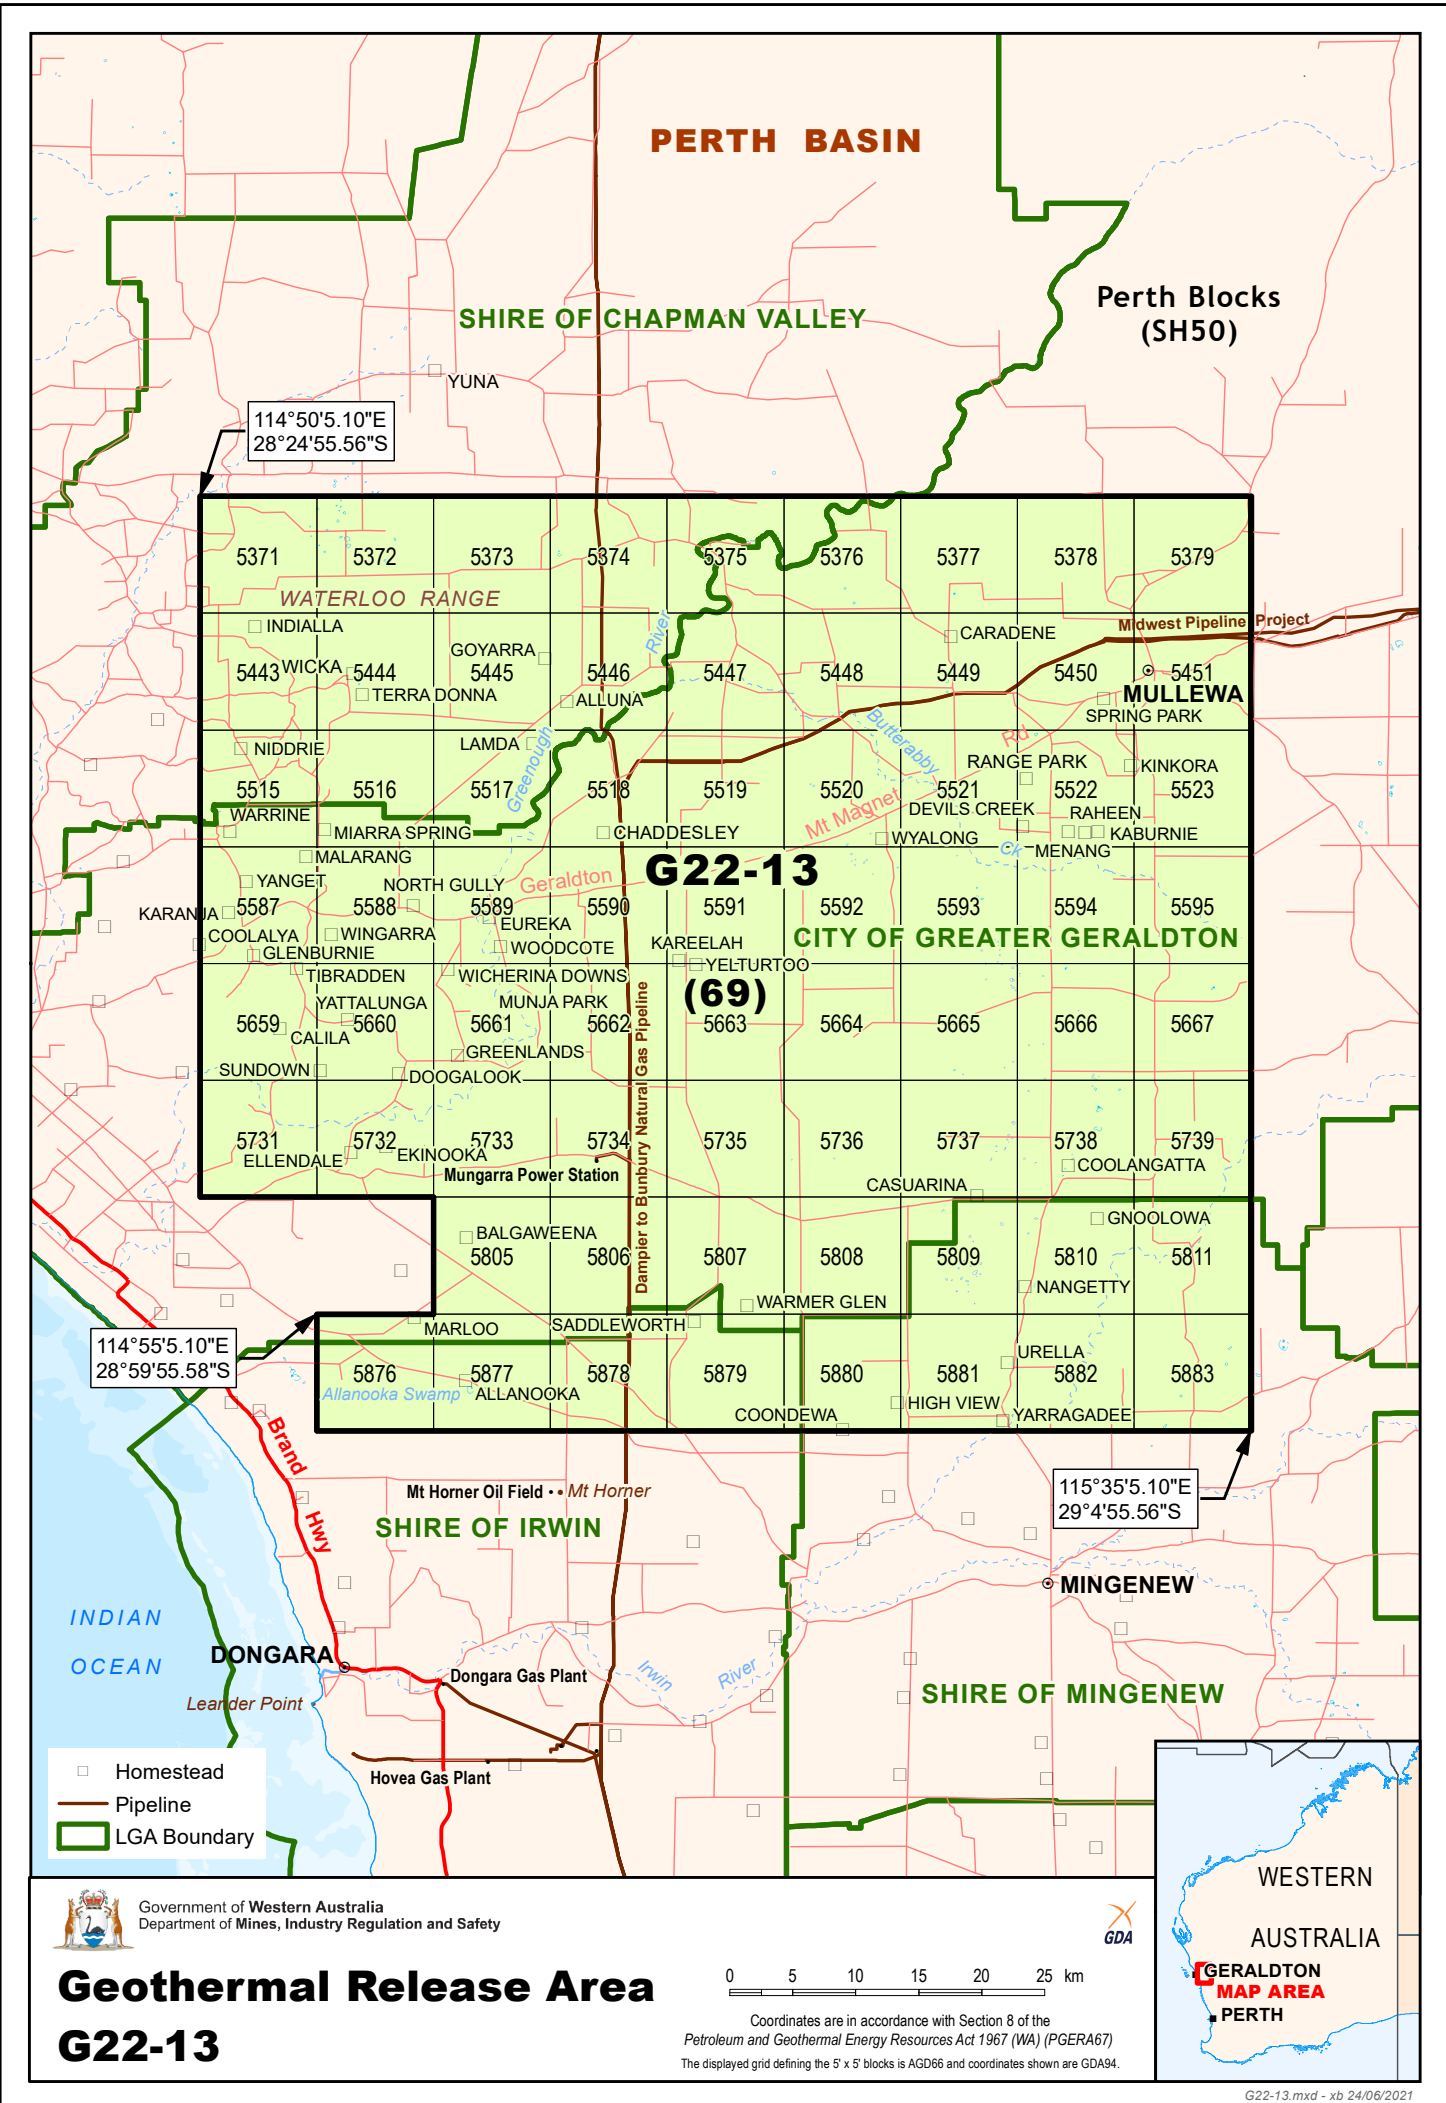 PERTH BASIN
Perth Blocks
(SH50)
SHIRE OF CHAPMAN VALLEY
YUNA
114°50'5.10"E
28°24'55.56"S
5371 5372 5373 5374 5375 5376 5377 5378 5379
WATERLOO RANGE
INDIALLA
River
CARADENE
Midwest Pipeline Project
GOYARRA
WICKA
5443 5444 5445 5446 5447 5448 5449 5450 5451
TERRA DONNA
ALLUNA
MULLEWA
SPRING PARK
Butterabby
Rd
NIDDRIE
LAMDA
Greenough
RANGE PARK
KINKORA
5515 5516 5517 5518 5519 5520 5521 5522 5523
Mt Magnet
DEVILS CREEK
RAHEEN
WARRINE
MIARRA SPRING
CHADDESLEY
WYALONG
KABURNIE
Ck
MENANG
MALARANG
G22-13
YANGET
NORTH GULLY
Geraldton
KARANJA
5587 5588 5589 5590 5591 5592 5593 5594 5595
EUREKA
COOLALYA
WINGARRA
WOODCOTE
KAREELAH
CITY OF GREATER GERALDTON
GLENBURNIE
YELTURTOO
TIBRADDEN
WICHERINA DOWNS
(69)
YATTALUNGA
MUNJA PARK
5659 5660 5661 5662 5663 5664 5665 5666 5667
CALILA
GREENLANDS
SUNDOWN
DOOGALOOK
Dampier to Bunbury Natural Gas Pipeline
5731 5732 5733 5734 5735 5736 5737 5738 5739
ELLENDALE
EKINOOKA
Mungarra Power Station
COOLANGATTA
CASUARINA
GNOOLOWA
BALGAWEENA
5805 5806 5807 5808 5809 5810 5811
NANGETTY
WARMER GLEN
MARLOO
SADDLEWORTH
114°55'5.10"E
28°59'55.58"S
URELLA
5876 5877 5878 5879 5880 5881 5882 5883
Allanooka Swamp
ALLANOOKA
HIGH VIEW
COONDEWA
YARRAGADEE
Brand
Hwy
115°35'5.10"E
29°4'55.56"S
Mt Horner Oil Field
Mt Horner
SHIRE OF IRWIN
MINGENEW
INDIAN
OCEAN
DONGARA
Dongara Gas Plant
Irwin
River
Leander Point
SHIRE OF MINGENEW
Hovea Gas Plant
Homestead
Pipeline
LGA Boundary
WESTERN
AUSTRALIA
GERALDTON
MAP AREA
PERTH
Government of Western Australia
Department of Mines, Industry Regulation and Safety
GDA
Geothermal Release Area
G22-13
0 5 10 15 20 25 km
Coordinates are in accordance with Section 8 of the
Petroleum and Geothermal Energy Resources Act 1967 (WA) (PGERA67)
The displayed grid defining the 5' x 5' blocks is AGD66 and coordinates shown are GDA94.
G22-13.mxd - xb 24/06/2021